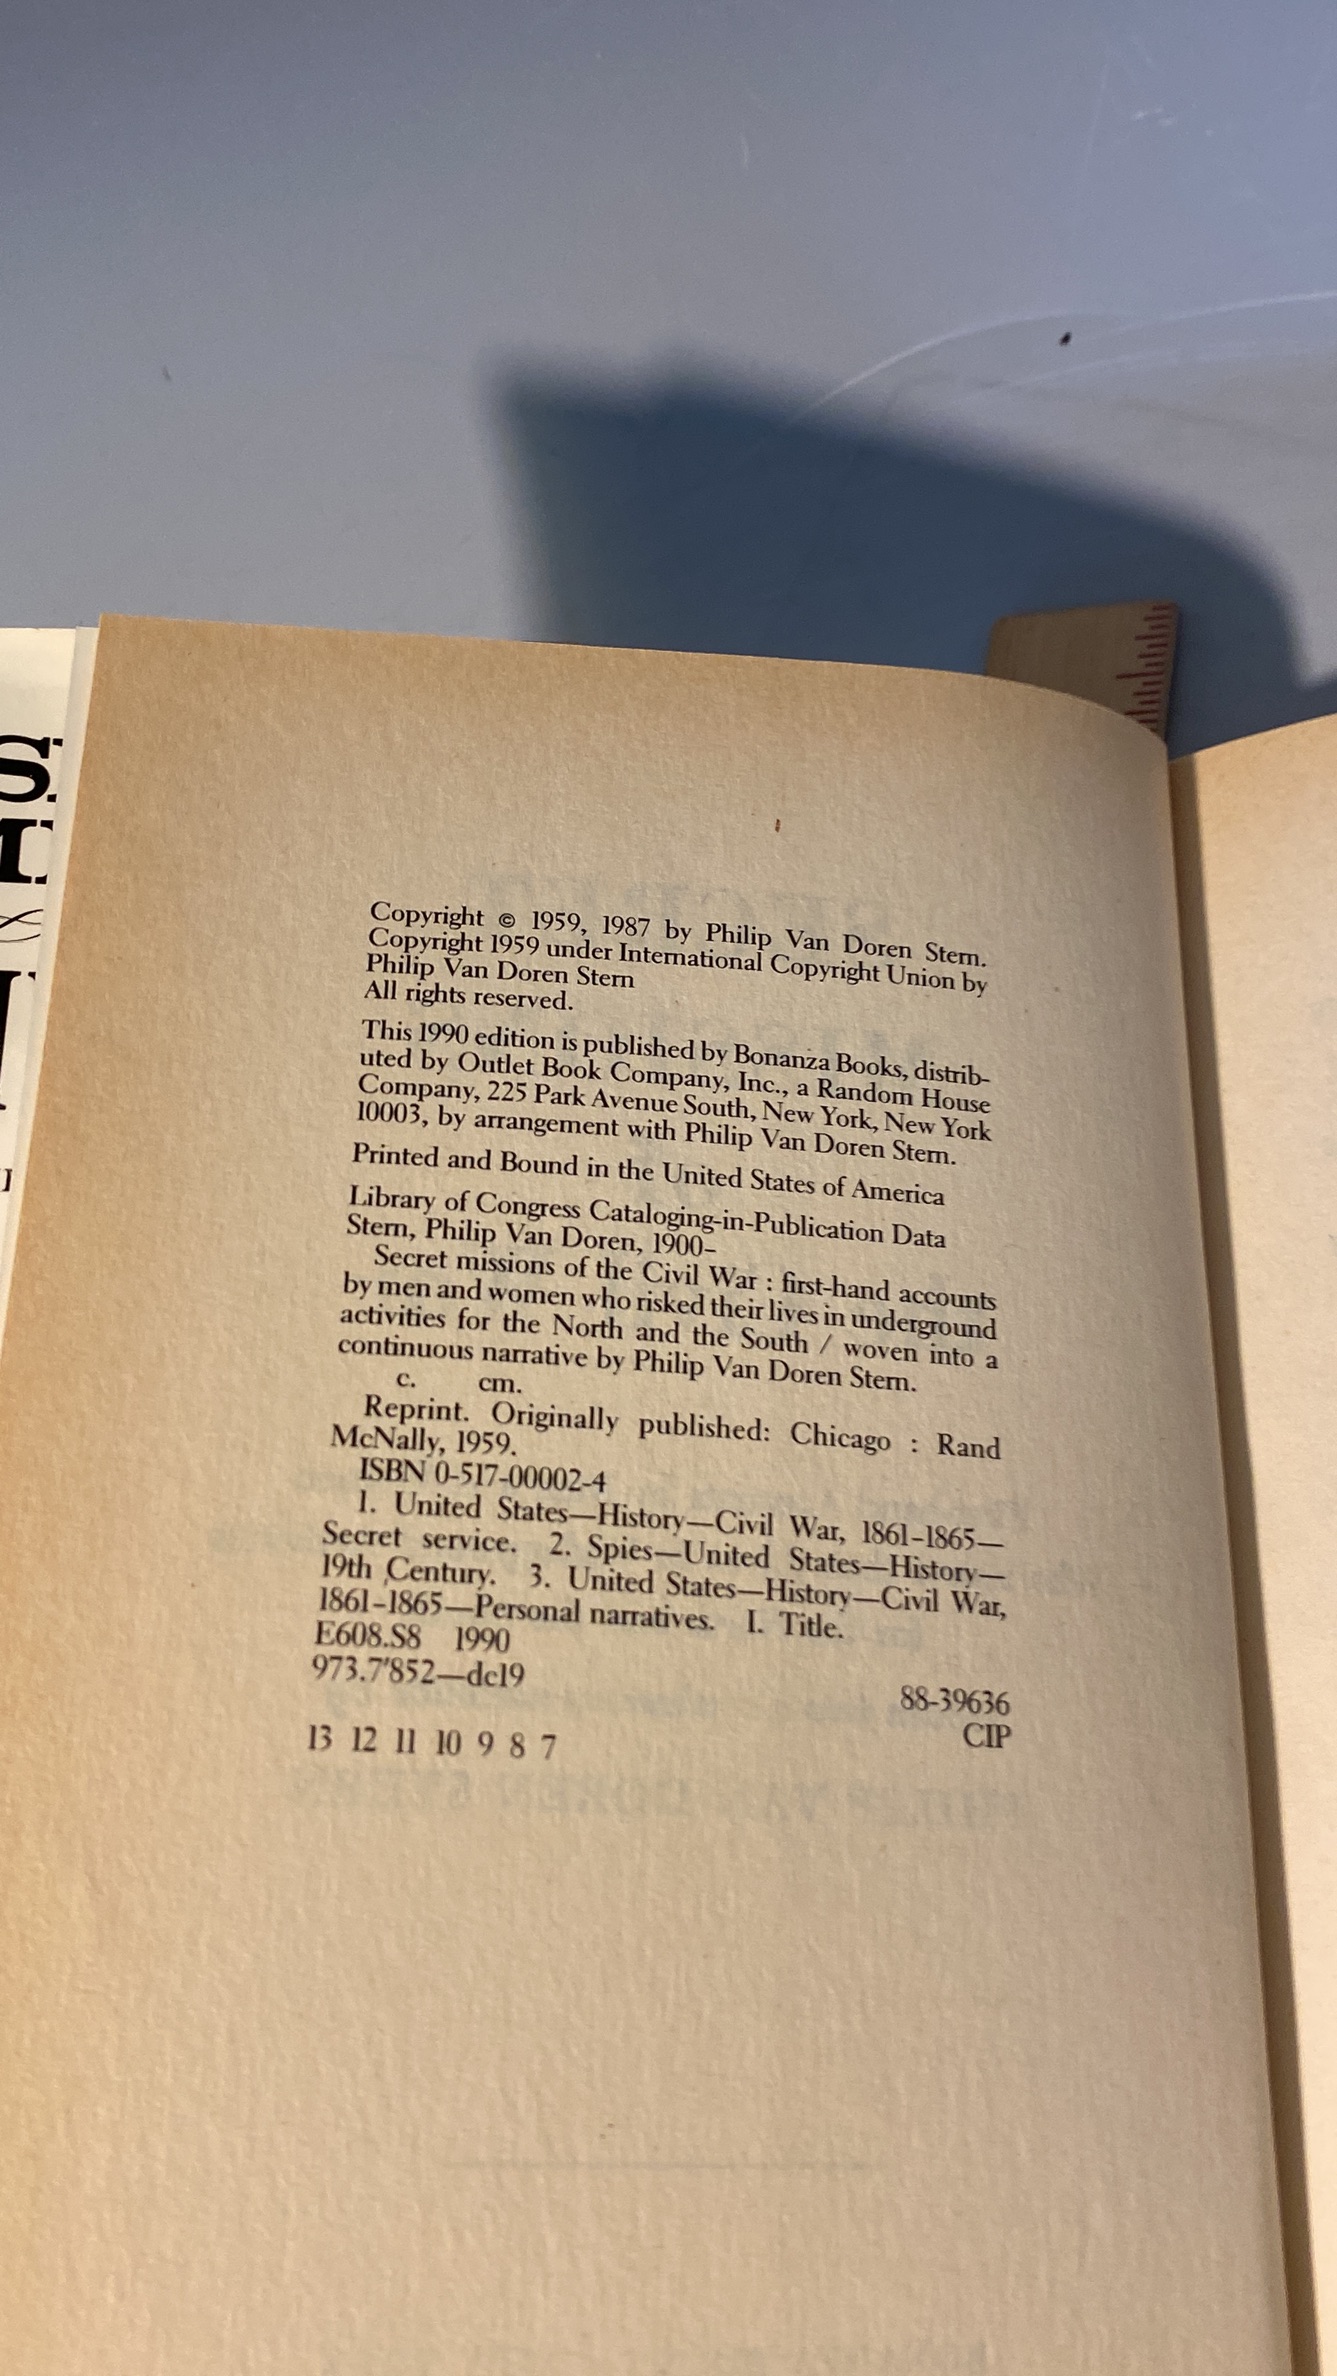 Copyright © 1959, 1987 by Philip Van Doren Stern.
Copyright 1959 under International Copyright Union by
Philip Van Doren Stern
All rights reserved.
This 1990 edition is published by Bonanza Books, distrib-
uted by Outlet Book Company, Inc., a Random House
Company, 225 Park Avenue South, New York, New York
10003, by arrangement with Philip Van Doren Stern.
Printed and Bound in the United States of America
Library of Congress Cataloging-in-Publication Data
Stern, Philip Van Doren, 1900–
Secret missions of the Civil War : first-hand accounts
by men and women who risked their lives in underground
activities for the North and the South / woven into a
continuous narrative by Philip Van Doren Stern.
c. cm.
Reprint. Originally published: Chicago : Rand
McNally, 1959.
ISBN 0-517-00002-4
1. United States—History—Civil War, 1861–1865—
Secret service. 2. Spies—United States—History—
19th Century. 3. United States—History—Civil War,
1861–1865—Personal narratives. I. Title.
E608.S8 1990
973.7'852—dc19
88-39636
CIP
13 12 11 10 9 8 7